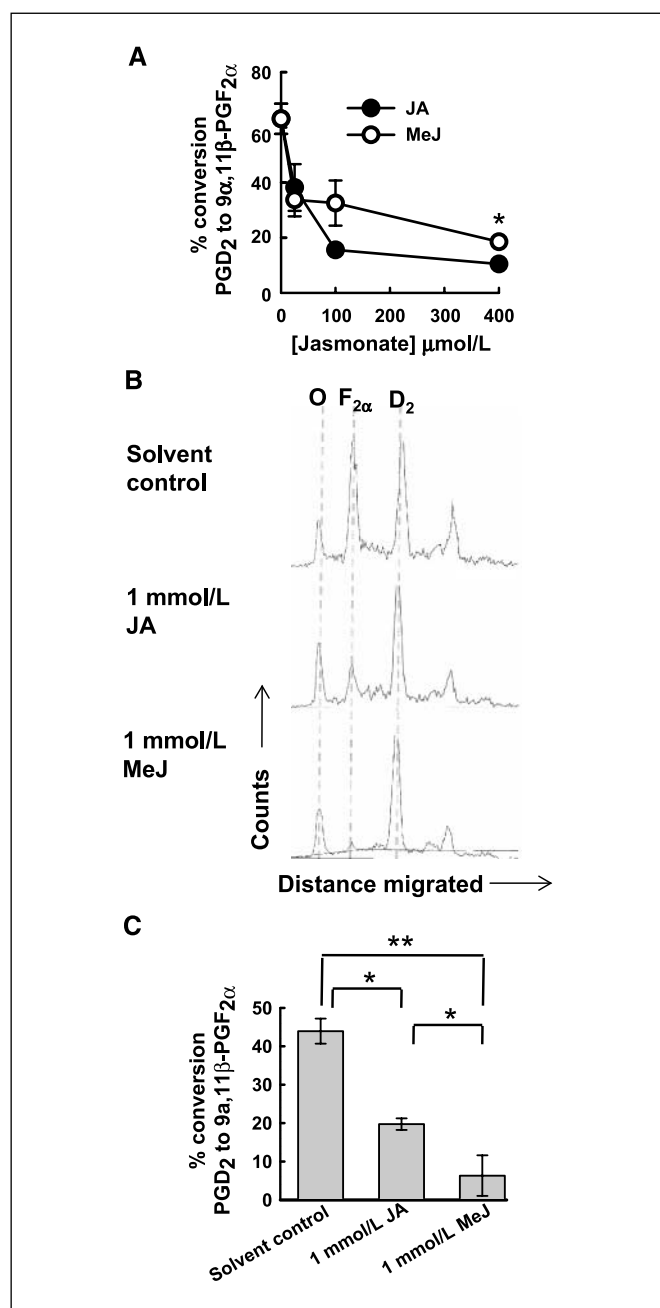 A
80
60
40
20
0
% conversion
PGD2 to 9α,11β-PGF2α
JA
MeJ
*
0 100 200 300 400
[Jasmonate] μmol/L
B
O F2α D2
Solvent
control
1 mmol/L
JA
1 mmol/L
MeJ
Counts
Distance migrated
C
**
*
*
50
40
30
20
10
0
% conversion
PGD2 to 9a,11β-PGF2α
Solvent control
1 mmol/L JA
1 mmol/L MeJ